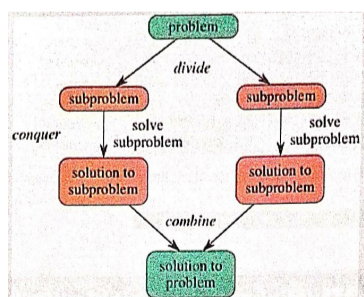 problem
divide
subproblem subproblem
conquer solve subproblem solve subproblem
solution to subproblem solution to subproblem
combine
solution to problem